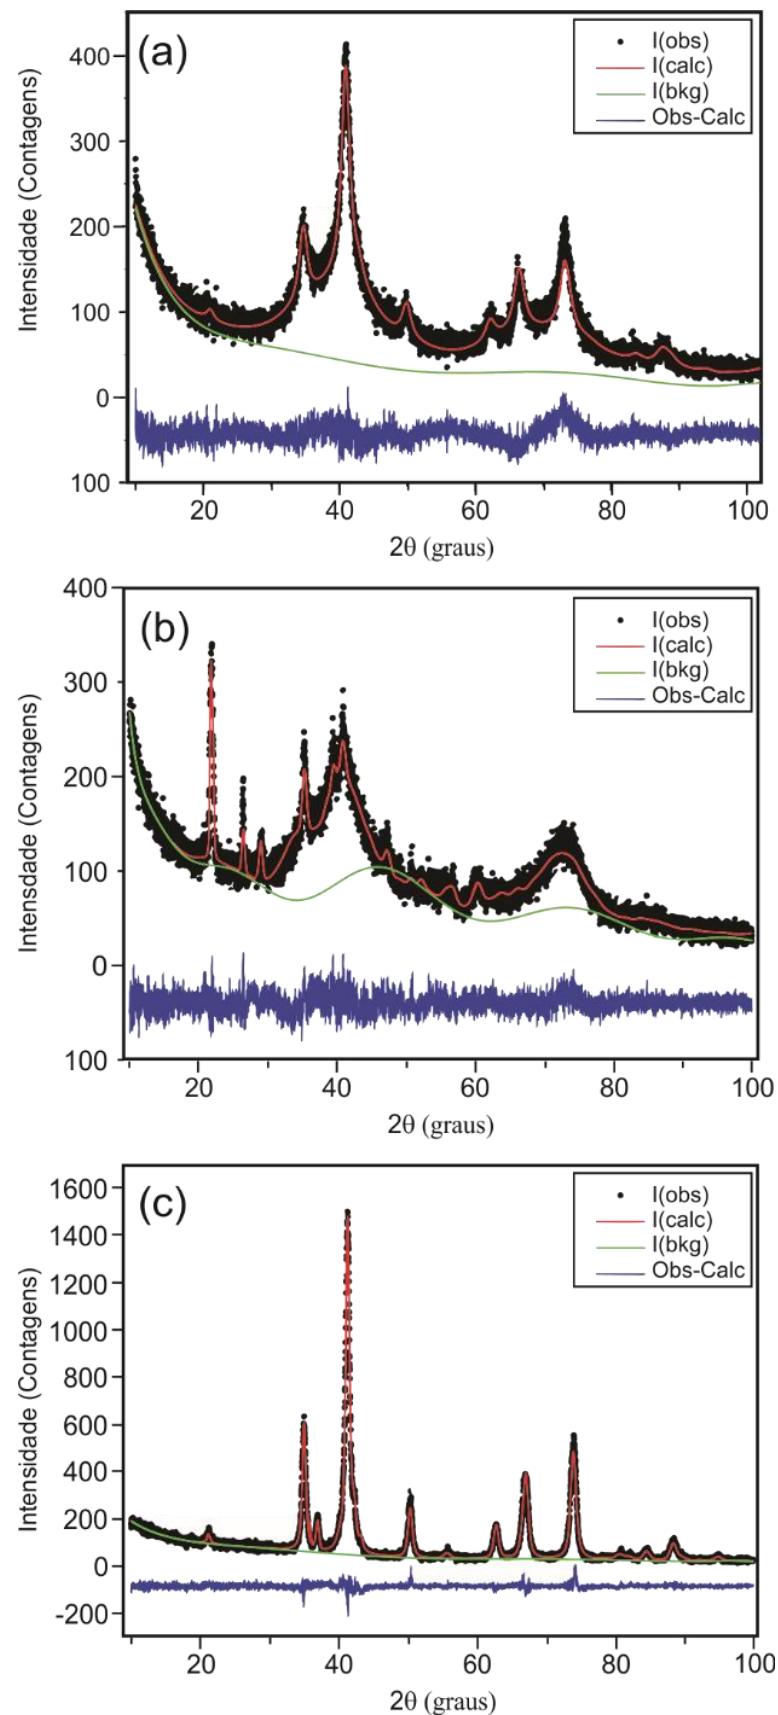 (a)
I(obs)
I(calc)
I(bkg)
Obs-Calc
Intensidade (Contagens)
400
300
200
100
0
100
20
40
60
80
100
2θ (graus)
(b)
I(obs)
I(calc)
I(bkg)
Obs-Calc
Intensdade (Contagens)
400
300
200
100
0
100
20
40
60
80
100
2θ (graus)
(c)
I(obs)
I(calc)
I(bkg)
Obs-Calc
Intensidade (Contagens)
1600
1400
1200
1000
800
600
400
200
0
-200
20
40
60
80
100
2θ (graus)